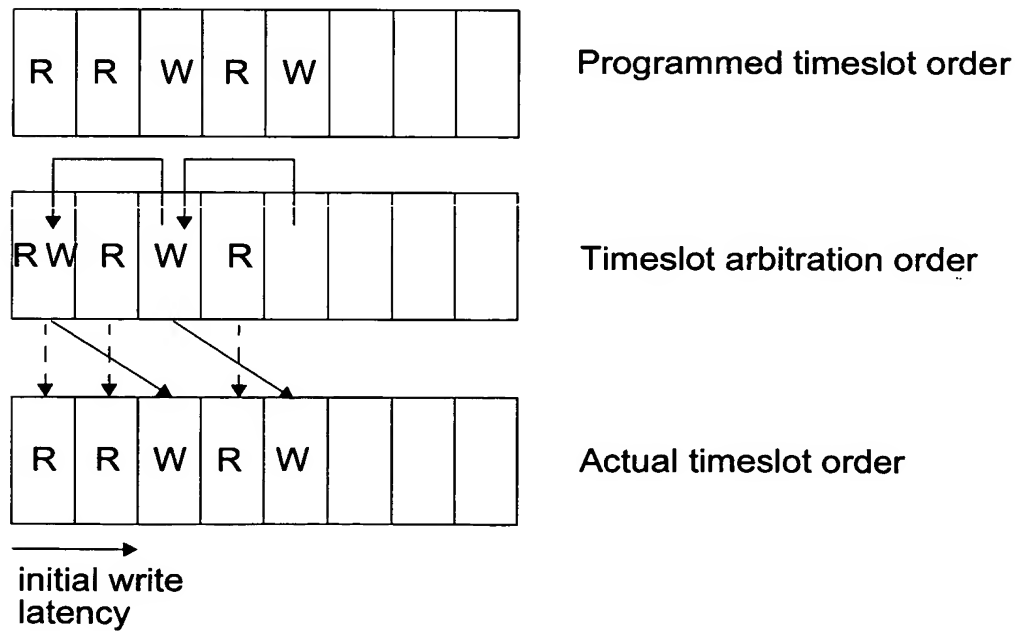 R R W R W Programmed timeslot order
R W R W R Timeslot arbitration order
R R W R W Actual timeslot order
initial write
latency